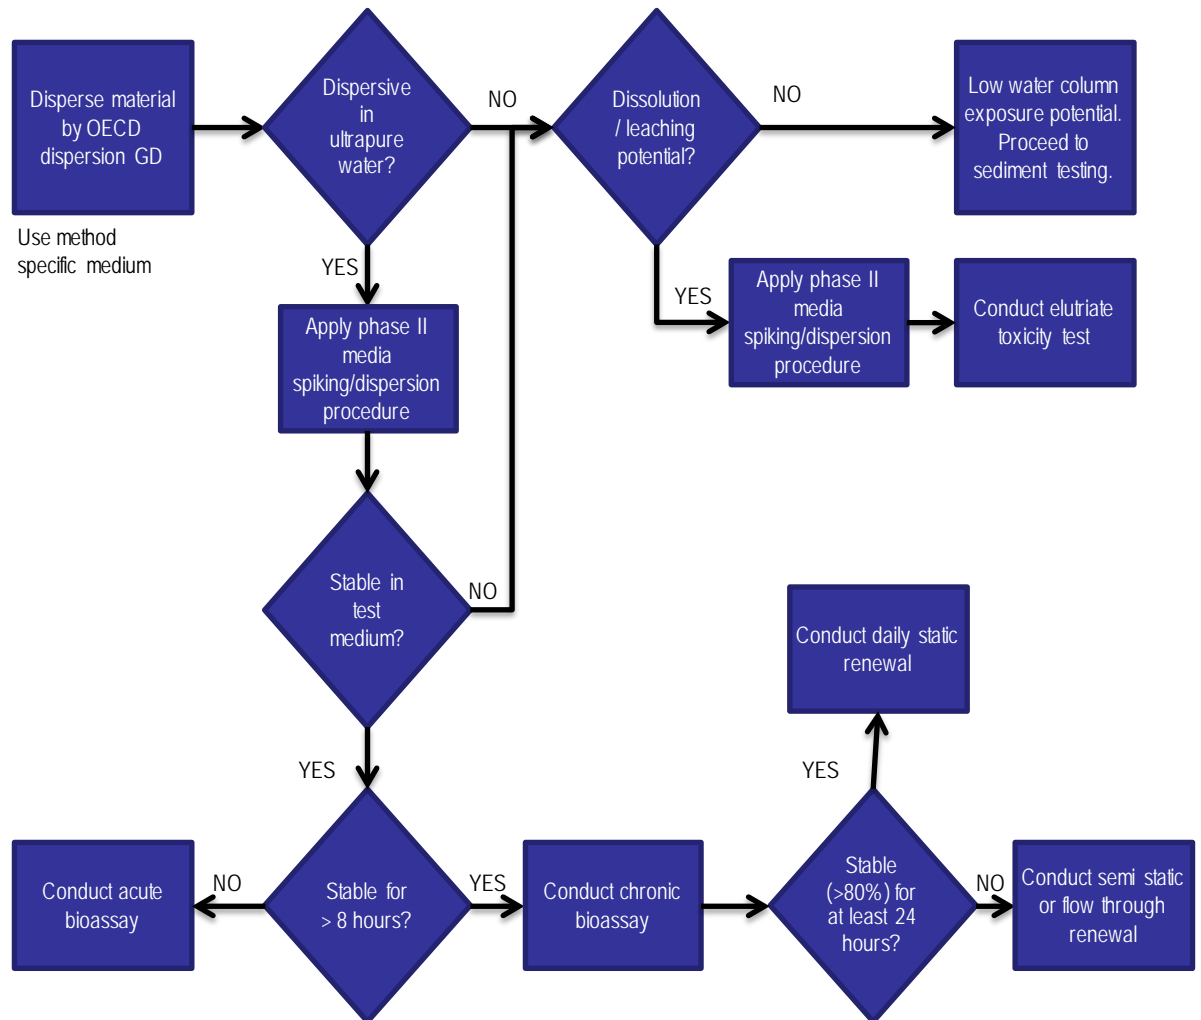 Disperse material
by OECD
dispersion GD
Use method
specific medium
Dispersive
in
ultrapure
water?
NO
Dissolution
/ leaching
potential?
NO
Low water column
exposure potential.
Proceed to
sediment testing.
YES
Apply phase II
media
spiking/dispersion
procedure
YES
Apply phase II
media
spiking/dispersion
procedure
Conduct elutriate
toxicity test
Stable in
test
medium?
NO
YES
Stable for
> 8 hours?
NO
Conduct acute
bioassay
YES
Conduct chronic
bioassay
Stable
(>80%) for
at least 24
hours?
YES
Conduct daily static
renewal
NO
Conduct semi static
or flow through
renewal